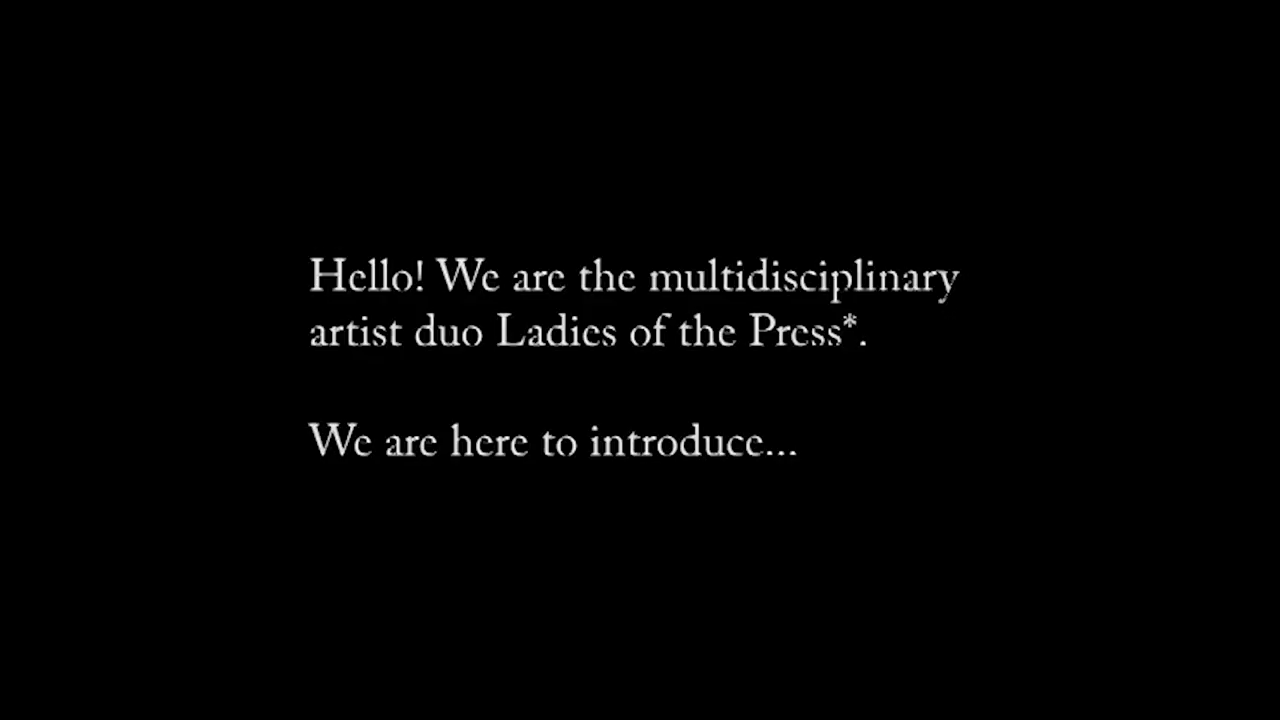 Hello! We are the multidisciplinary
artist duo Ladies of the Press*.
We are here to introduce...